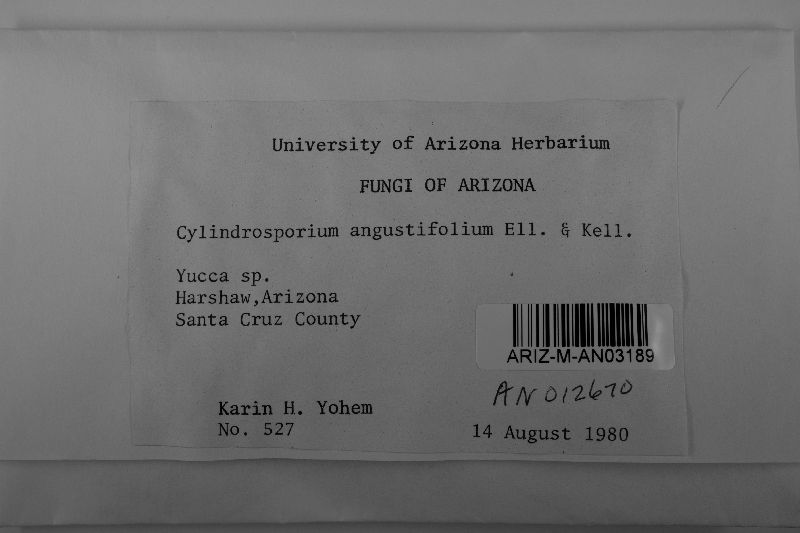 University of Arizona Herbarium
FUNGI OF ARIZONA
Cylindrosporium angustifolium Ell. & Kell.
Yucca sp.
Harshaw,Arizona
Santa Cruz County
ARIZ-M-AN03189
AN012670
Karin H. Yohem
No. 527
14 August 1980